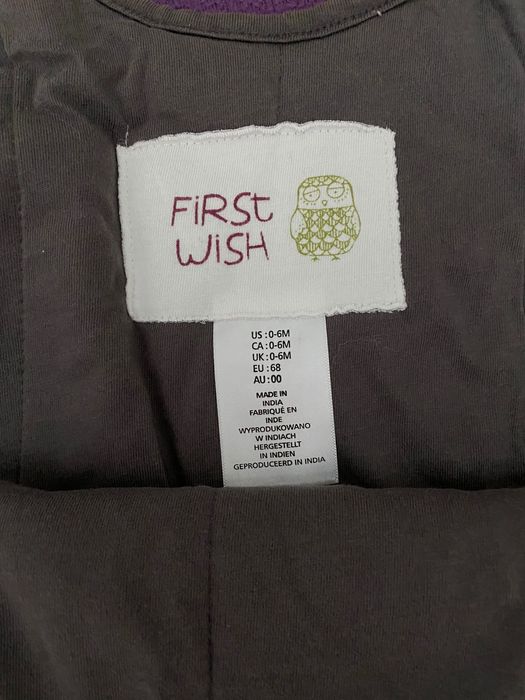 FiRST
WiSH
US : 0-6M
CA : 0-6M
UK : 0-6M
EU : 68
AU : 00
MADE IN
INDIA
FABRIQUÉ EN
INDE
WYPRODUKOWANO
W INDIACH
HERGESTELLT
IN INDIEN
GEPRODUCEERD IN INDIA